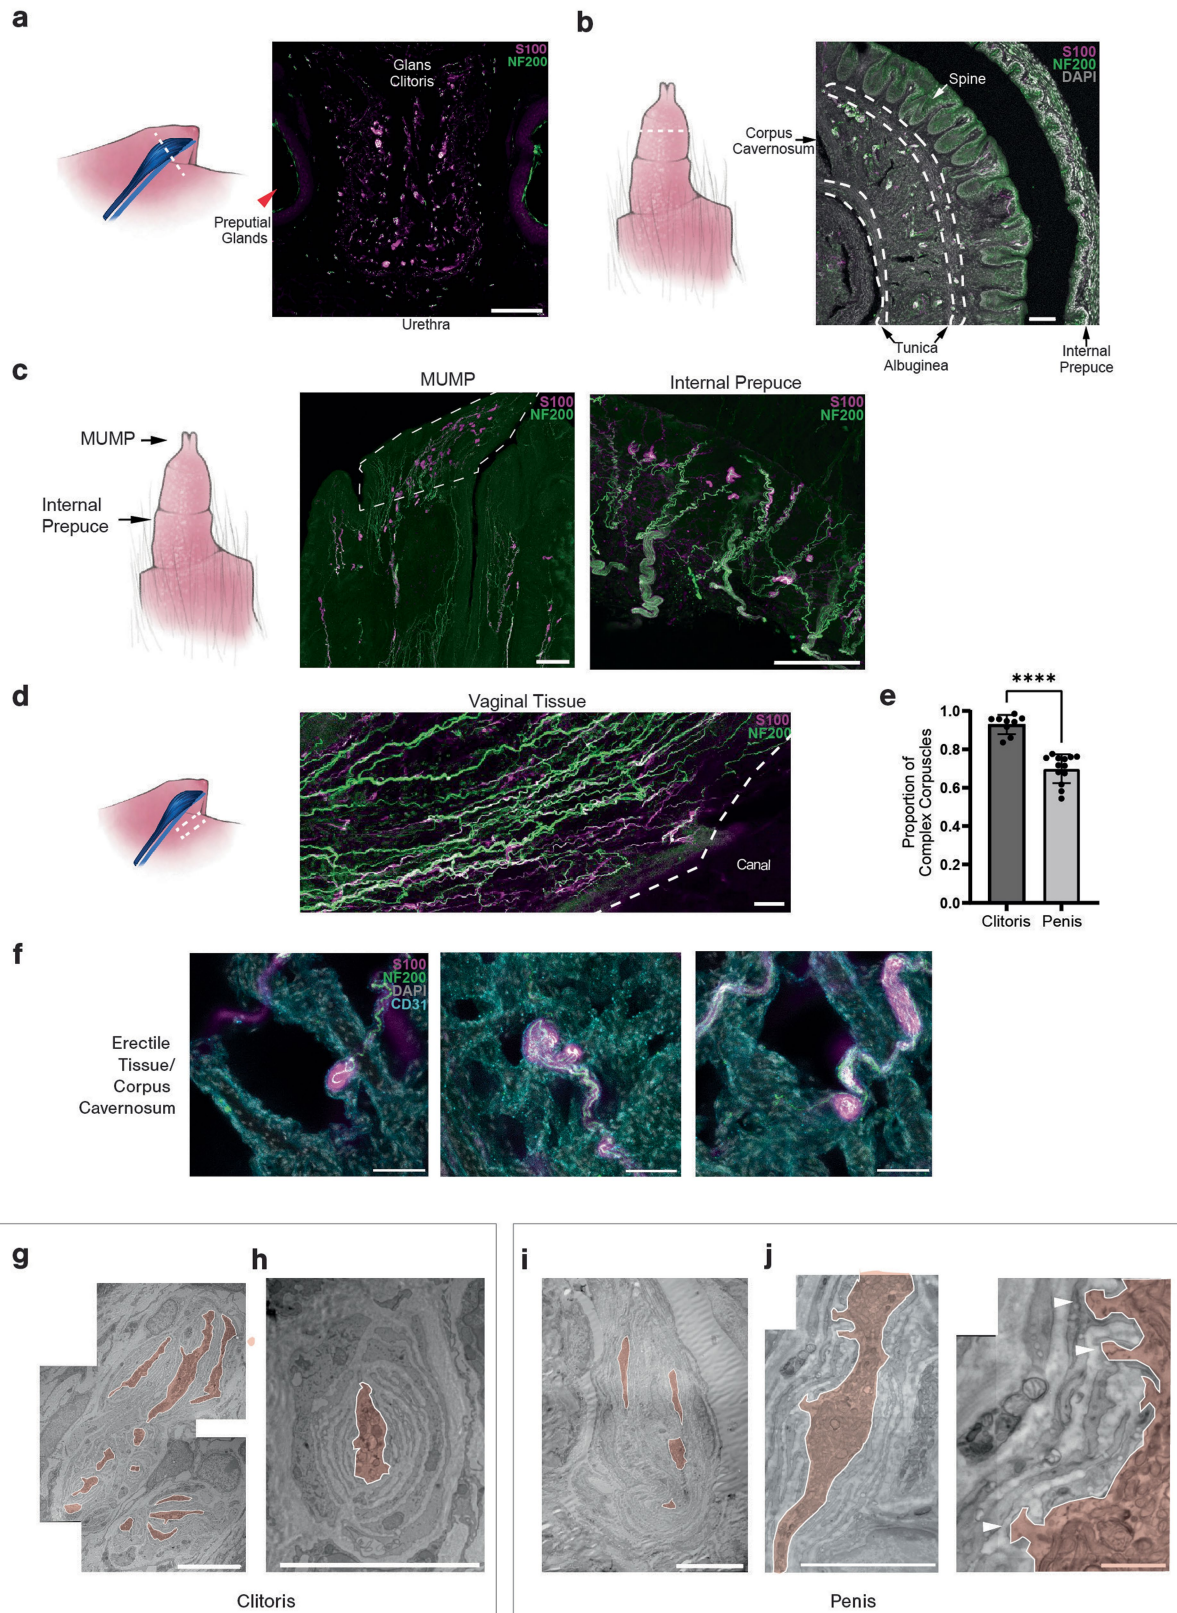 a
S100
NF200
Glans
Clitoris
Preputial
Glands
Urethra
b
S100
NF200
DAPI
Spine
Corpus
Cavernosum
Tunica
Albuginea
Internal
Prepuce
c
MUMP
Internal
Prepuce
MUMP
S100
NF200
Internal Prepuce
S100
NF200
d
Vaginal Tissue
S100
NF200
Canal
e
****
Proportion of
Complex Corpuscles
1.0
0.8
0.6
0.4
0.2
0.0
Clitoris Penis
f
S100
NF200
DAPI
CD31
Erectile
Tissue/
Corpus
Cavernosum
g
h
Clitoris
i
j
Penis